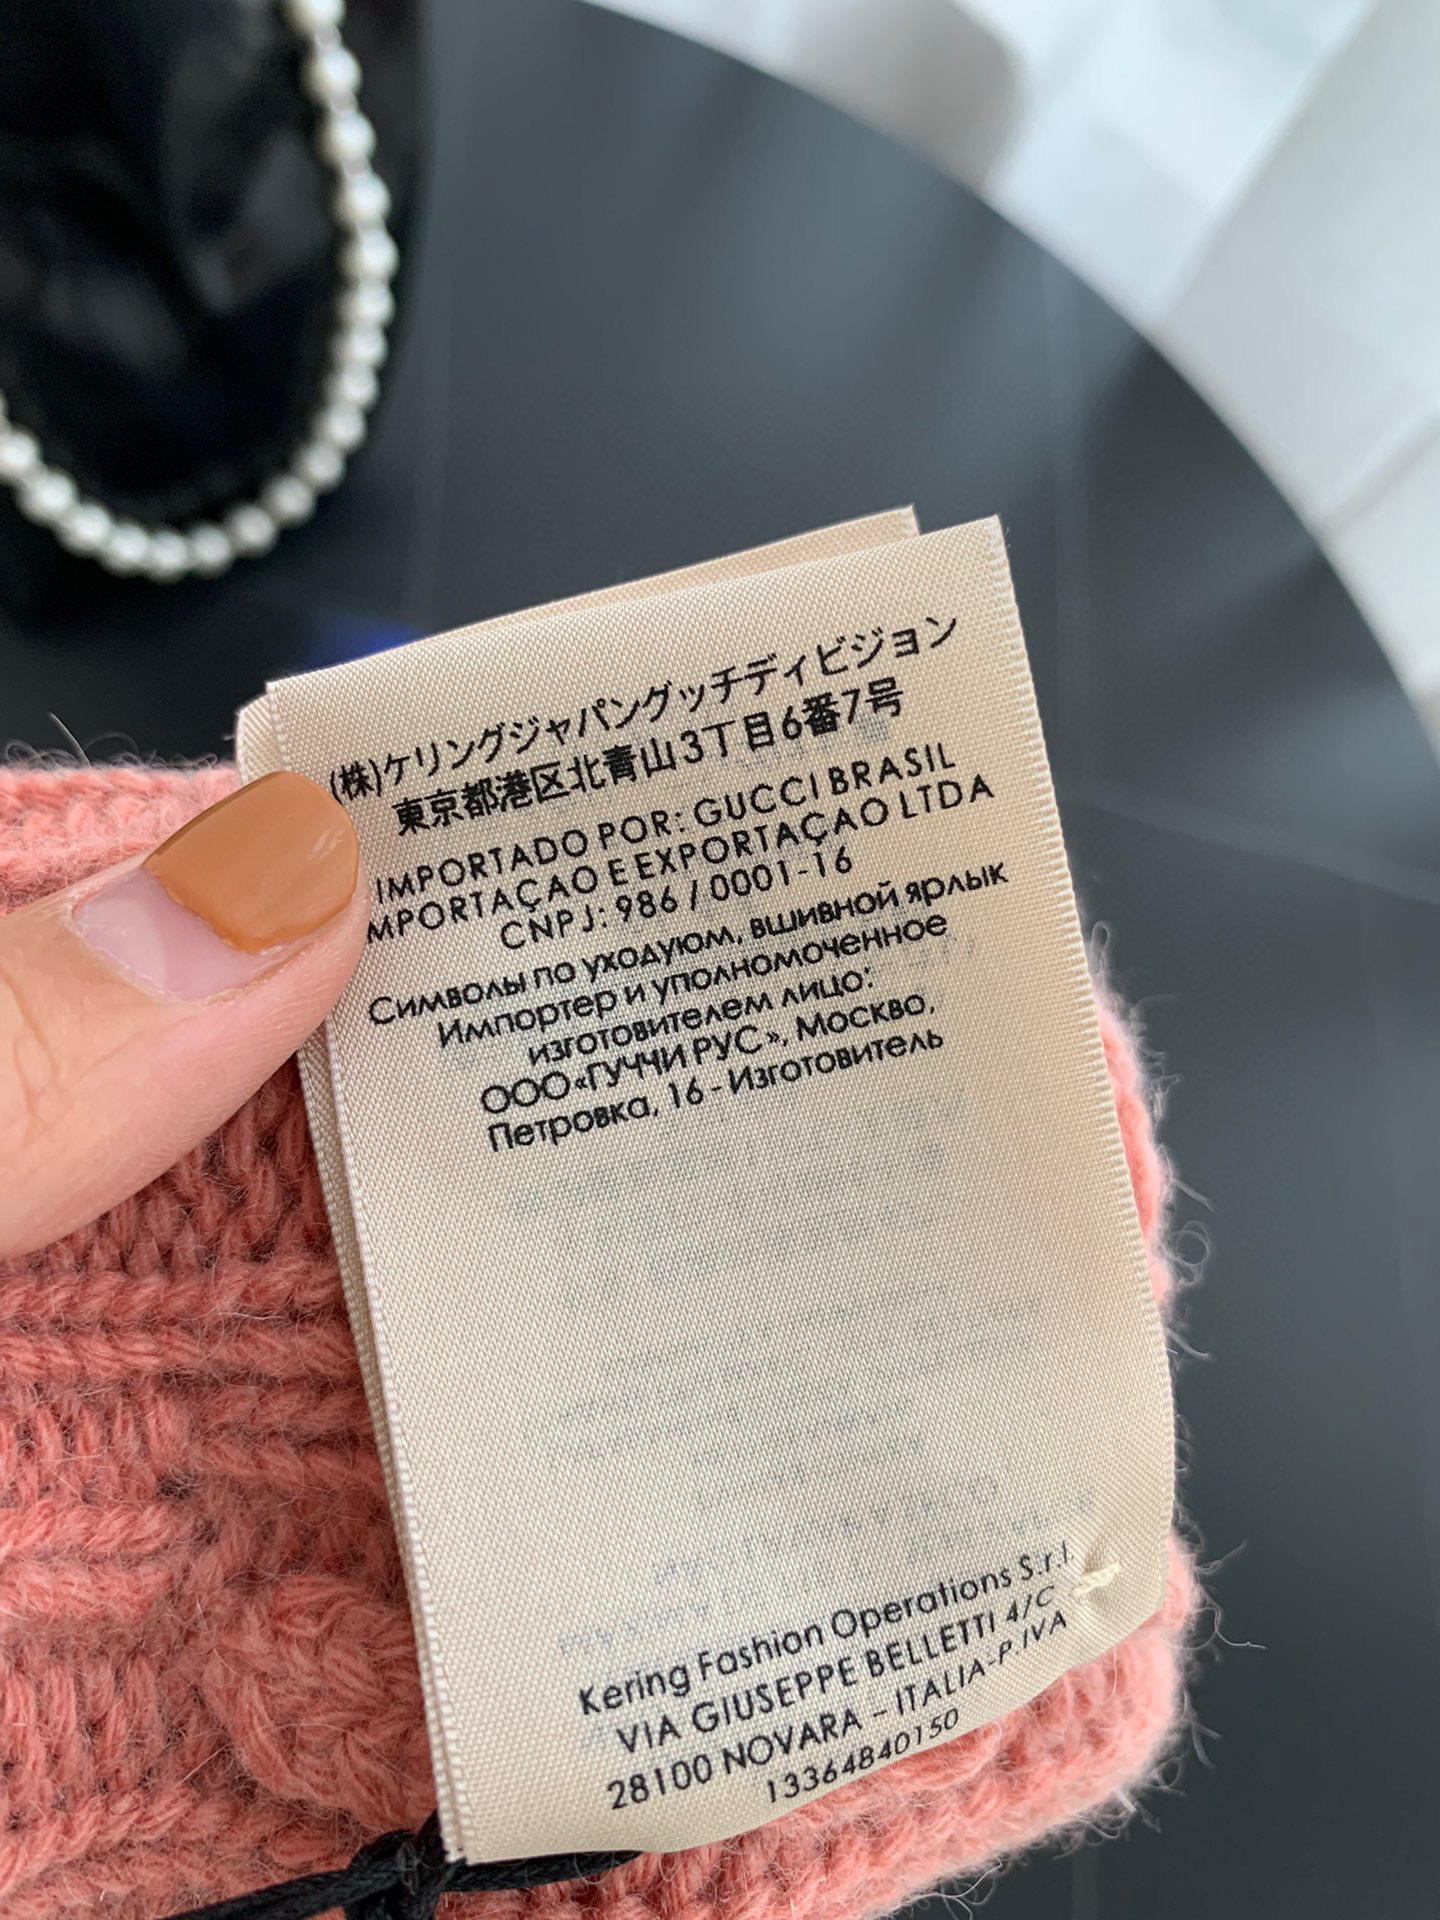 (株)ケリングジャパングッチディビジョン
東京都港区北青山3丁目6番7号
IMPORTADO POR: GUCCI BRASIL
MPORTAÇAO E EXPORTAÇAO LTDA
CNPJ: 986 / 0001-16
Символы по уходуюм, вшивной ярлык
Импортер и уполномоченное
изготовителем лицо:
ООО«ГУЧЧИ РУС», Москво,
Петровка, 16 - Изготовитель
Kering Fashion Operations S.r.l.
VIA GIUSEPPE BELLETTI 4/C
28100 NOVARA - ITALIA-P.IVA
13364840150